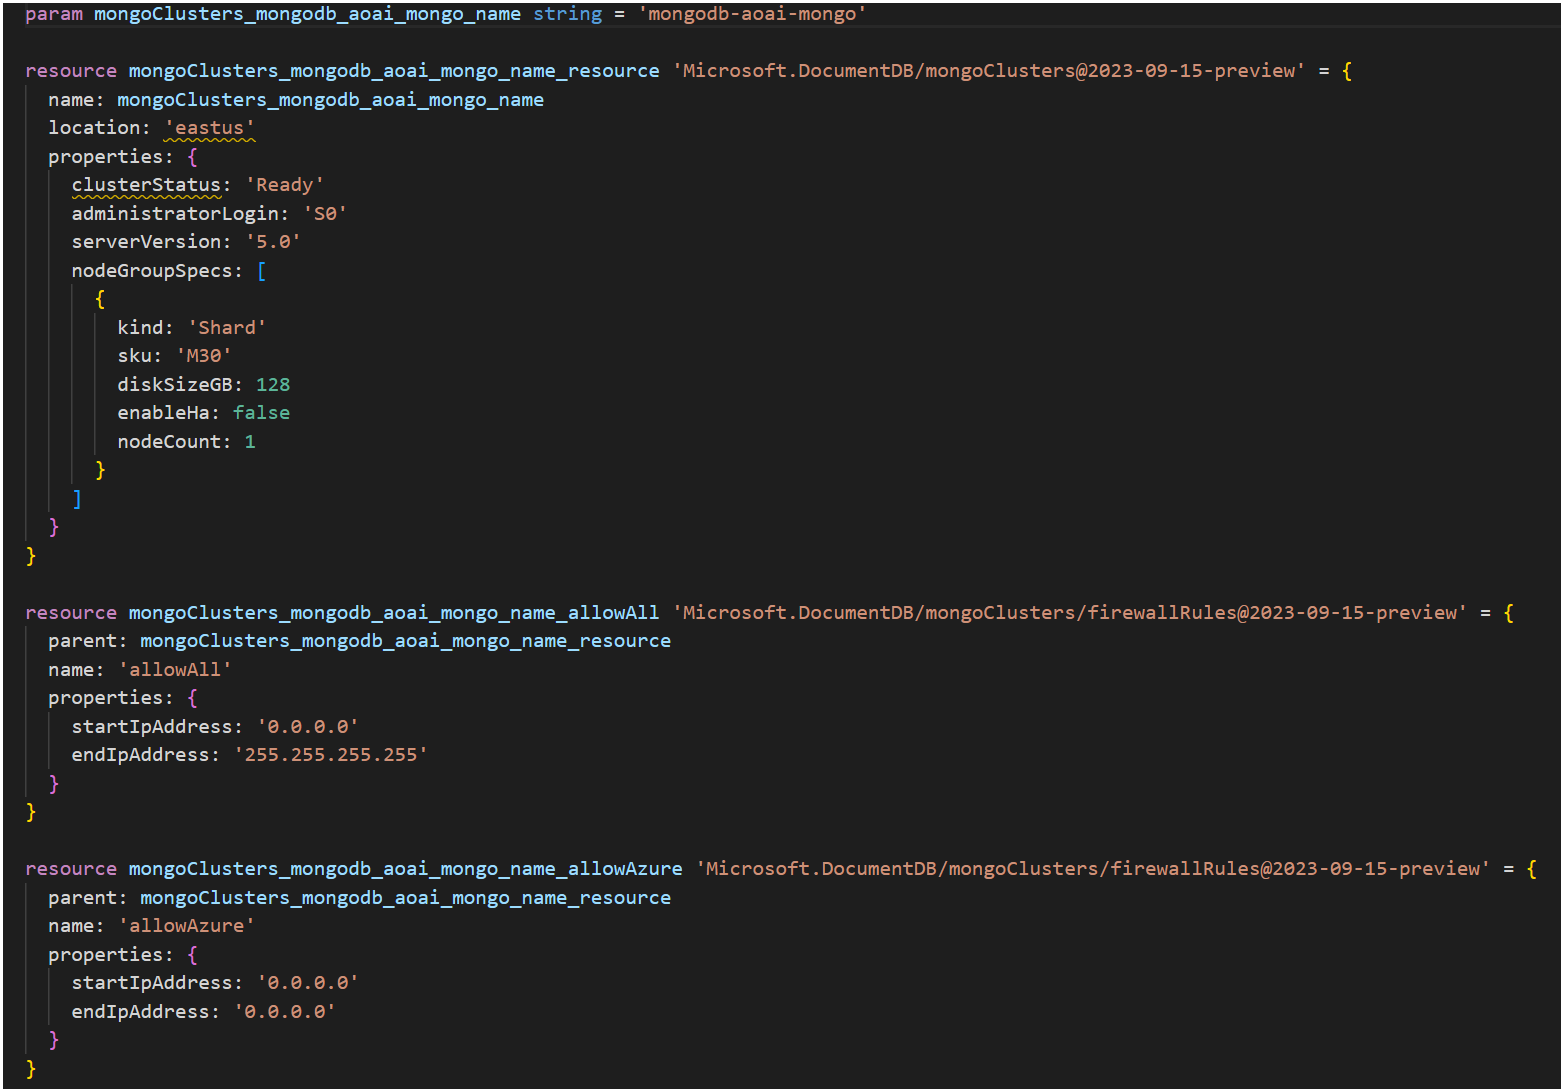 param mongoClusters_mongodb_aoai_mongo_name string = 'mongodb-aoai-mongo'
resource mongoClusters_mongodb_aoai_mongo_name_resource 'Microsoft.DocumentDB/mongoClusters@2023-09-15-preview' = {
name: mongoClusters_mongodb_aoai_mongo_name
location: 'eastus'
properties: {
clusterStatus: 'Ready'
administratorLogin: 'S0'
serverVersion: '5.0'
nodeGroupSpecs: [
{
kind: 'Shard'
sku: 'M30'
diskSizeGB: 128
enableHa: false
nodeCount: 1
}
]
}
}
resource mongoClusters_mongodb_aoai_mongo_name_allowAll 'Microsoft.DocumentDB/mongoClusters/firewallRules@2023-09-15-preview' = {
parent: mongoClusters_mongodb_aoai_mongo_name_resource
name: 'allowAll'
properties: {
startIpAddress: '0.0.0.0'
endIpAddress: '255.255.255.255'
}
}
resource mongoClusters_mongodb_aoai_mongo_name_allowAzure 'Microsoft.DocumentDB/mongoClusters/firewallRules@2023-09-15-preview' = {
parent: mongoClusters_mongodb_aoai_mongo_name_resource
name: 'allowAzure'
properties: {
startIpAddress: '0.0.0.0'
endIpAddress: '0.0.0.0'
}
}